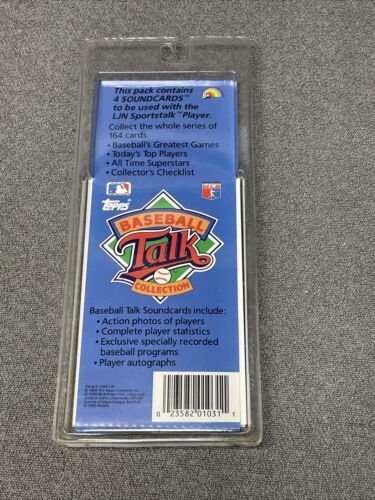 This pack contains
4 SOUNDCARDS™
to be used with the
LJN Sportstalk™ Player.
Collect the whole series of
164 cards.
• Baseball's Greatest Games
• Today's Top Players
• All Time Superstars
• Collector's Checklist
Topps
BASEBALL
Talk
COLLECTION
Baseball Talk Soundcards include:
• Action photos of players
• Complete player statistics
• Exclusive specially recorded
baseball programs
• Player autographs
0 23582 01031 1